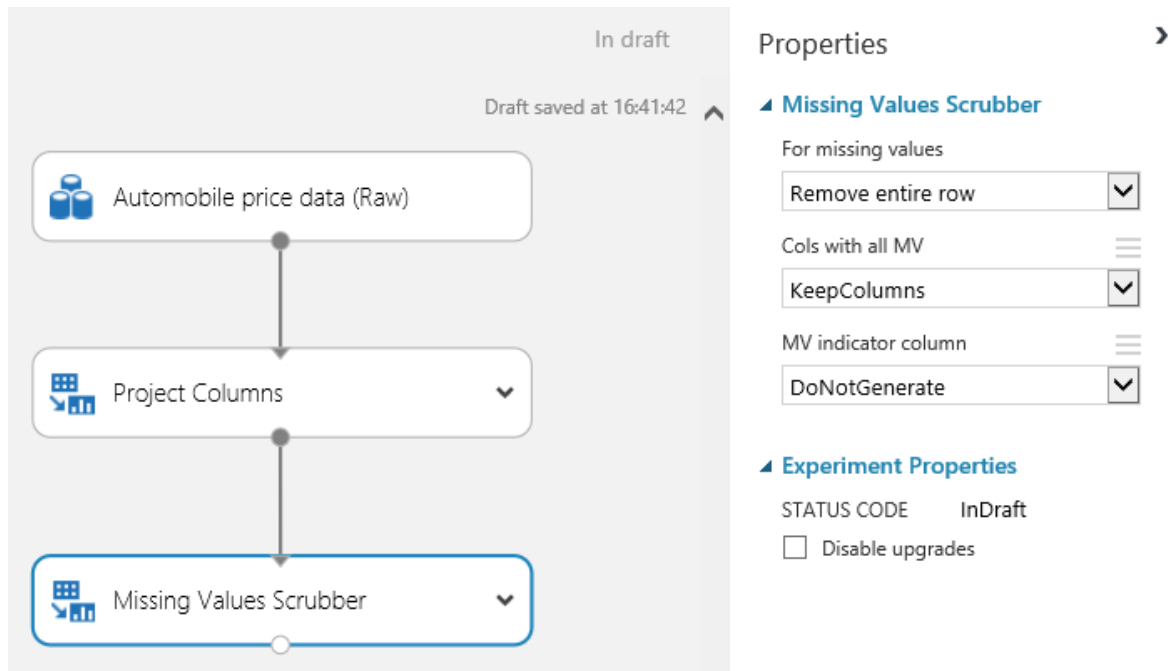 In draft
Draft saved at 16:41:42
Automobile price data (Raw)
Project Columns
Missing Values Scrubber
Properties
Missing Values Scrubber
For missing values
Remove entire row
Cols with all MV
KeepColumns
MV indicator column
DoNotGenerate
Experiment Properties
STATUS CODE InDraft
Disable upgrades